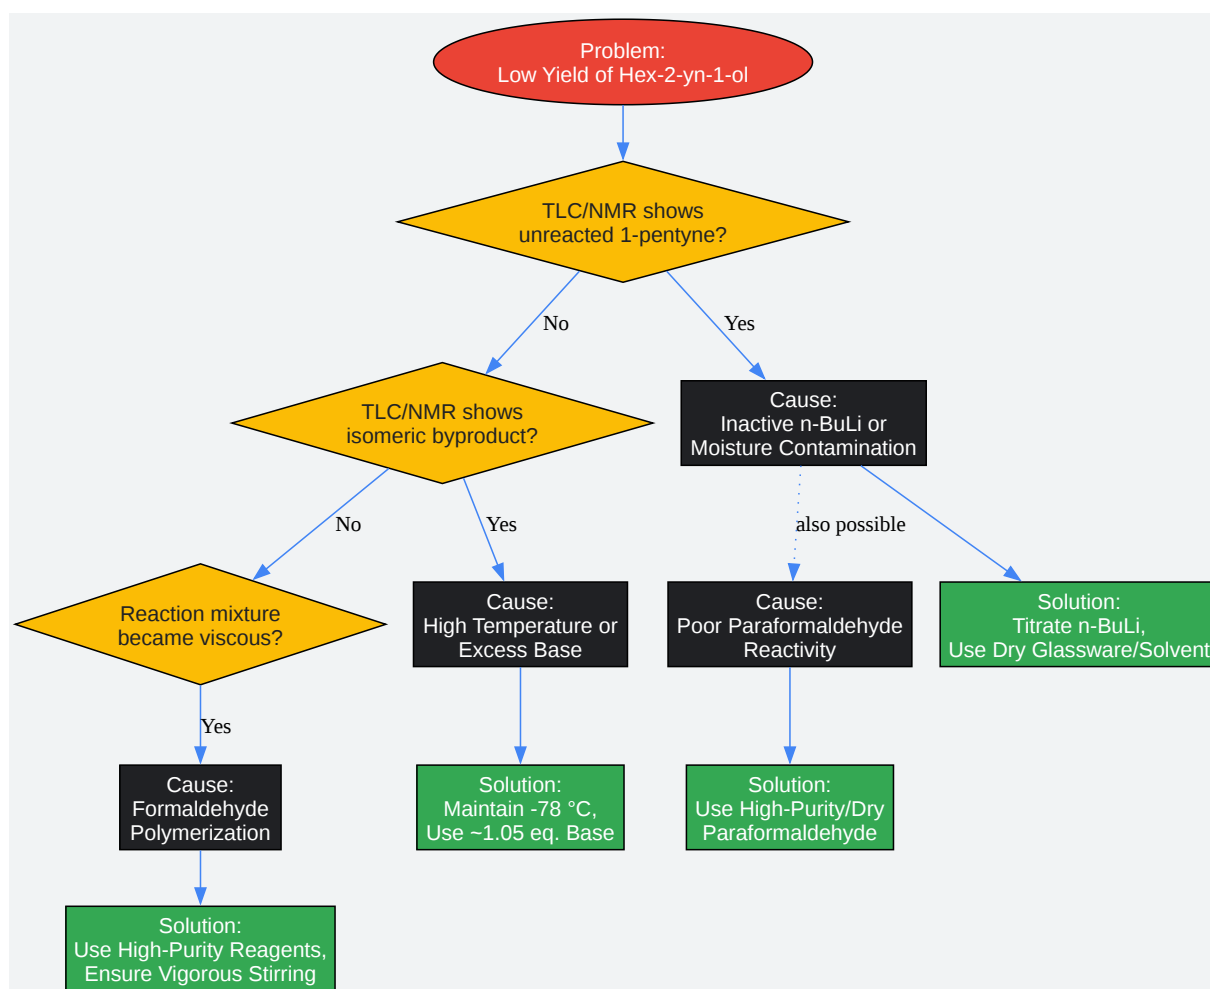 Problem:
Low Yield of Hex-2-yn-1-ol
TLC/NMR shows
unreacted 1-pentyne?
No
Yes
TLC/NMR shows
isomeric byproduct?
Cause:
Inactive n-BuLi or
Moisture Contamination
No
Yes
also possible
Reaction mixture
became viscous?
Cause:
High Temperature or
Excess Base
Cause:
Poor Paraformaldehyde
Reactivity
Solution:
Titrate n-BuLi,
Use Dry Glassware/Solvent
Yes
Cause:
Formaldehyde
Polymerization
Solution:
Maintain -78 °C,
Use ~1.05 eq. Base
Solution:
Use High-Purity/Dry
Paraformaldehyde
Solution:
Use High-Purity Reagents,
Ensure Vigorous Stirring